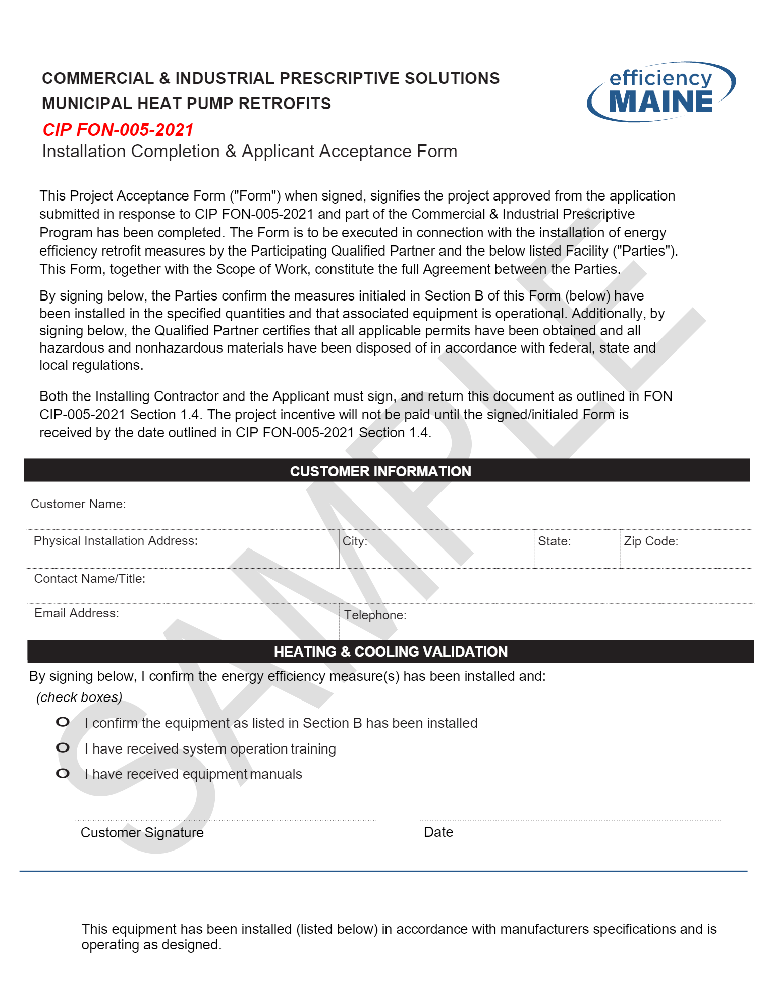 COMMERCIAL & INDUSTRIAL PRESCRIPTIVE SOLUTIONS
MUNICIPAL HEAT PUMP RETROFITS
CIP FON-005-2021
Installation Completion & Applicant Acceptance Form
efficiency
MAINE
This Project Acceptance Form ("Form") when signed, signifies the project approved from the application
submitted in response to CIP FON-005-2021 and part of the Commercial & Industrial Prescriptive
Program has been completed. The Form is to be executed in connection with the installation of energy
efficiency retrofit measures by the Participating Qualified Partner and the below listed Facility ("Parties").
This Form, together with the Scope of Work, constitute the full Agreement between the Parties.
By signing below, the Parties confirm the measures initialed in Section B of this Form (below) have
been installed in the specified quantities and that associated equipment is operational. Additionally, by
signing below, the Qualified Partner certifies that all applicable permits have been obtained and all
hazardous and nonhazardous materials have been disposed of in accordance with federal, state and
local regulations.
Both the Installing Contractor and the Applicant must sign, and return this document as outlined in FON
CIP-005-2021 Section 1.4. The project incentive will not be paid until the signed/initialed Form is
received by the date outlined in CIP FON-005-2021 Section 1.4.
SAMPLE
CUSTOMER INFORMATION
Customer Name:
Physical Installation Address: City: State: Zip Code:
Contact Name/Title:
Email Address: Telephone:
HEATING & COOLING VALIDATION
By signing below, I confirm the energy efficiency measure(s) has been installed and:
(check boxes)
I confirm the equipment as listed in Section B has been installed
I have received system operation training
I have received equipment manuals
Customer Signature Date
This equipment has been installed (listed below) in accordance with manufacturers specifications and is
operating as designed.